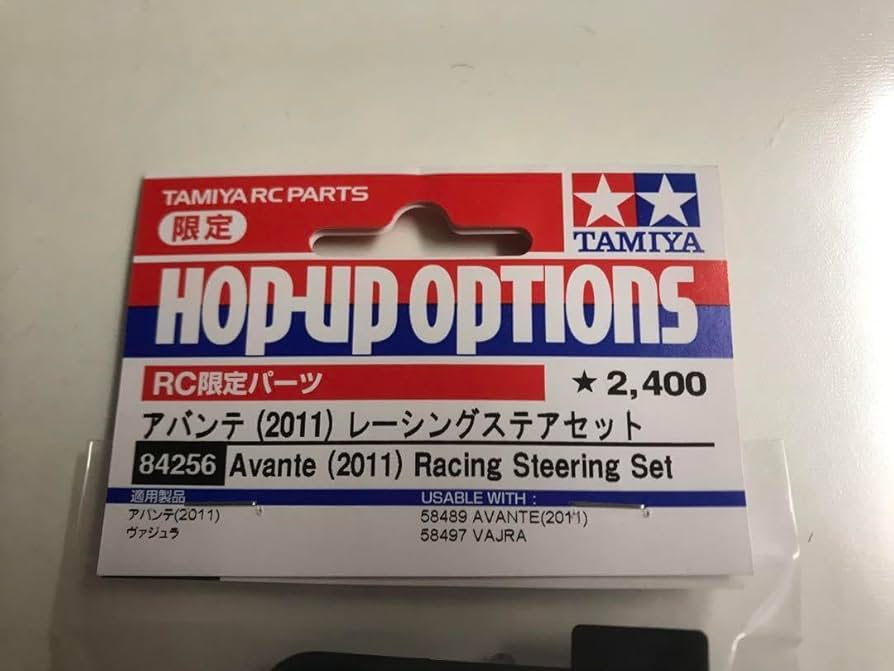 TAMIYA RC PARTS
限定
TAMIYA
HOP-UP OPTIONS
RC限定パーツ
★ 2,400
アバンテ (2011) レーシングステアセット
84256 Avante (2011) Racing Steering Set
適用製品
アバンテ(2011)
ヴァジュラ
USABLE WITH :
58489 AVANTE(2011)
58497 VAJRA